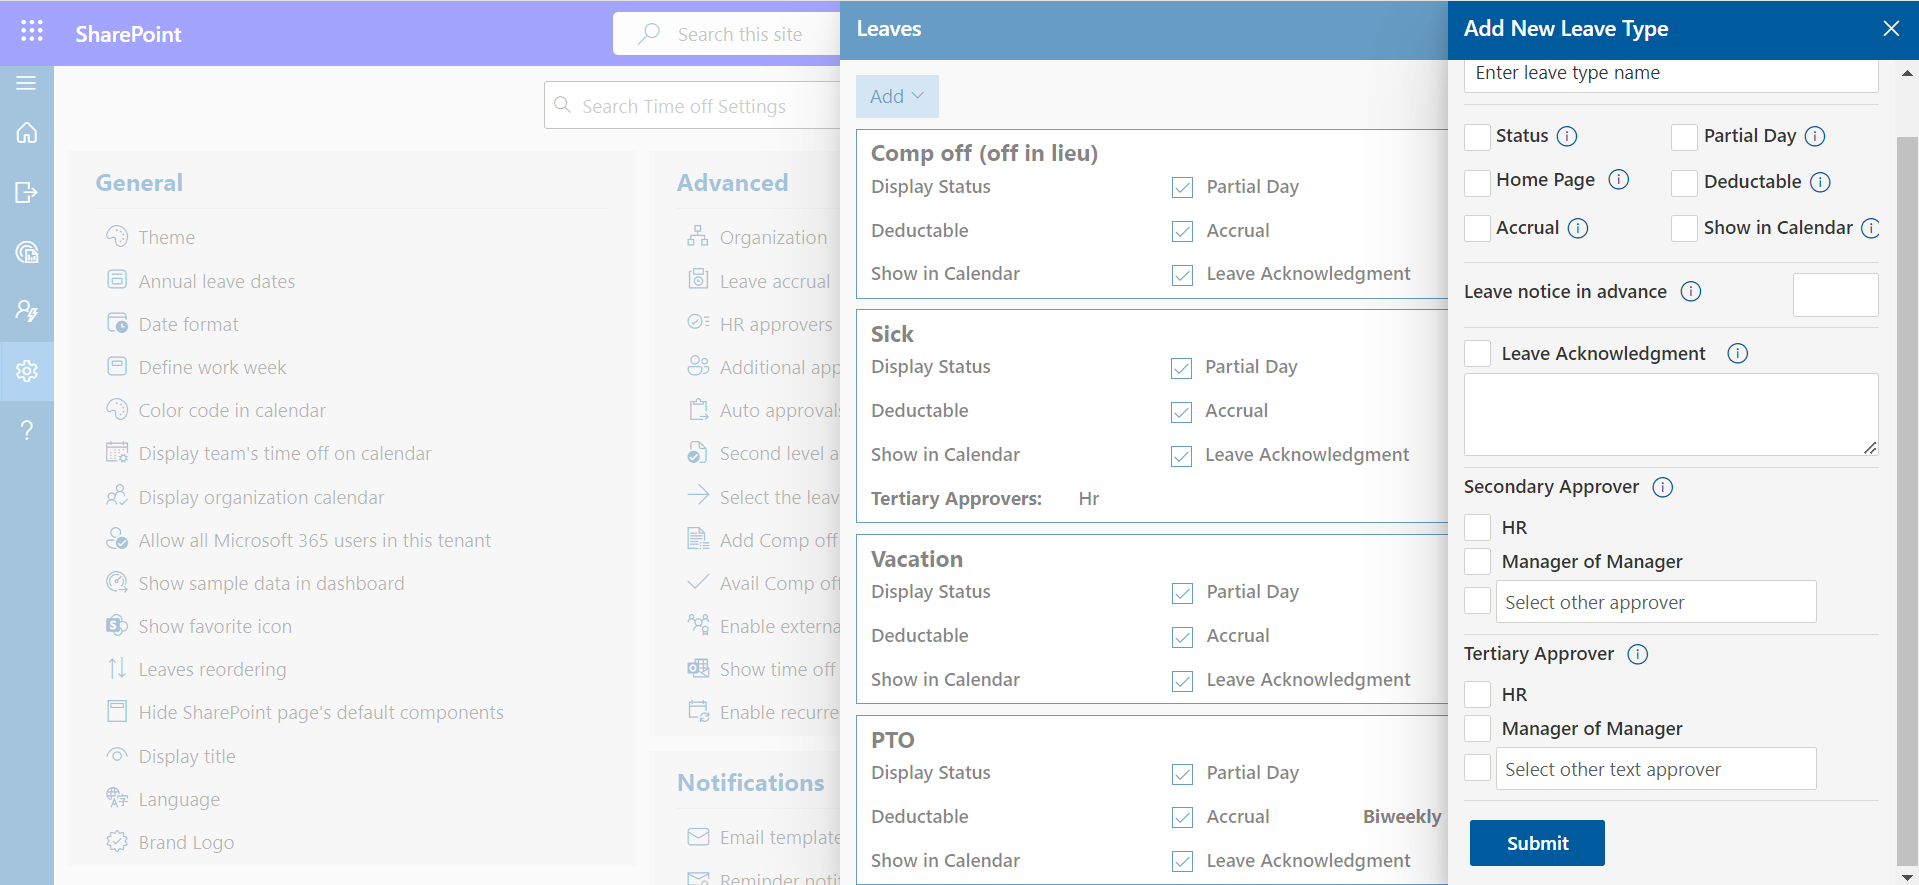 SharePoint
Search this site
Search Time off Settings
General
Theme
Annual leave dates
Date format
Define work week
Color code in calendar
Display team's time off on calendar
Display organization calendar
Allow all Microsoft 365 users in this tenant
Show sample data in dashboard
Show favorite icon
Leaves reordering
Hide SharePoint page's default components
Display title
Language
Brand Logo
Advanced
Organization
Leave accrual
HR approvers
Additional app
Auto approvals
Second level a
Select the leav
Add Comp off
Avail Comp off
Enable externa
Show time off
Enable recurre
Notifications
Email template
Reminder noti
Leaves
Add
Comp off (off in lieu)
Display Status Partial Day
Deductable Accrual
Show in Calendar Leave Acknowledgment
Sick
Display Status Partial Day
Deductable Accrual
Show in Calendar Leave Acknowledgment
Tertiary Approvers: Hr
Vacation
Display Status Partial Day
Deductable Accrual
Show in Calendar Leave Acknowledgment
PTO
Display Status Partial Day
Deductable Accrual Biweekly
Show in Calendar Leave Acknowledgment
Add New Leave Type
Enter leave type name
Status Partial Day
Home Page Deductable
Accrual Show in Calendar
Leave notice in advance
Leave Acknowledgment
Secondary Approver
HR
Manager of Manager
Select other approver
Tertiary Approver
HR
Manager of Manager
Select other text approver
Submit